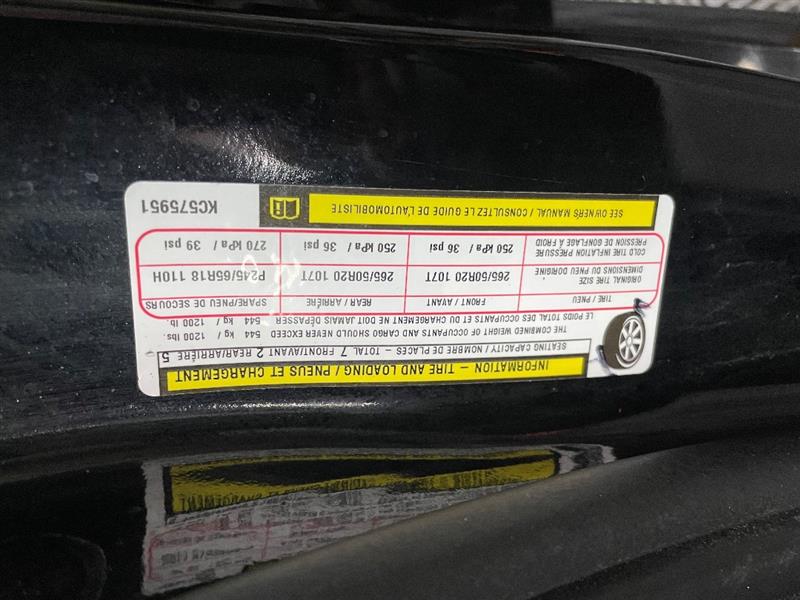 INFORMATION – TIRE AND LOADING / PNEUS ET CHARGEMENT
SEATING CAPACITY / NOMBRE DE PLACES – TOTAL 7 FRONT/AVANT 2 REAR/ARRIÈRE 5
THE COMBINED WEIGHT OF OCCUPANTS AND CARGO SHOULD NEVER EXCEED 544 kg / 1200 lbs.
LE POIDS TOTAL DES OCCUPANTS ET DU CHARGEMENT NE DOIT JAMAIS DÉPASSER 544 kg / 1200 lb.
TIRE / PNEU FRONT / AVANT REAR / ARRIÈRE SPARE/PNEU DE SECOURS
ORIGINAL TIRE SIZE
DIMENSIONS DU PNEU DORIGINE
265/50R20 107T 265/50R20 107T P245/65R18 110H
COLD TIRE INFLATION PRESSURE
PRESSION DE GONFLAGE À FROID
250 kPa / 36 psi 250 kPa / 36 psi 270 kPa / 39 psi
SEE OWNERS MANUAL / CONSULTEZ LE GUIDE DE L'AUTOMOBILISTE
KC575951